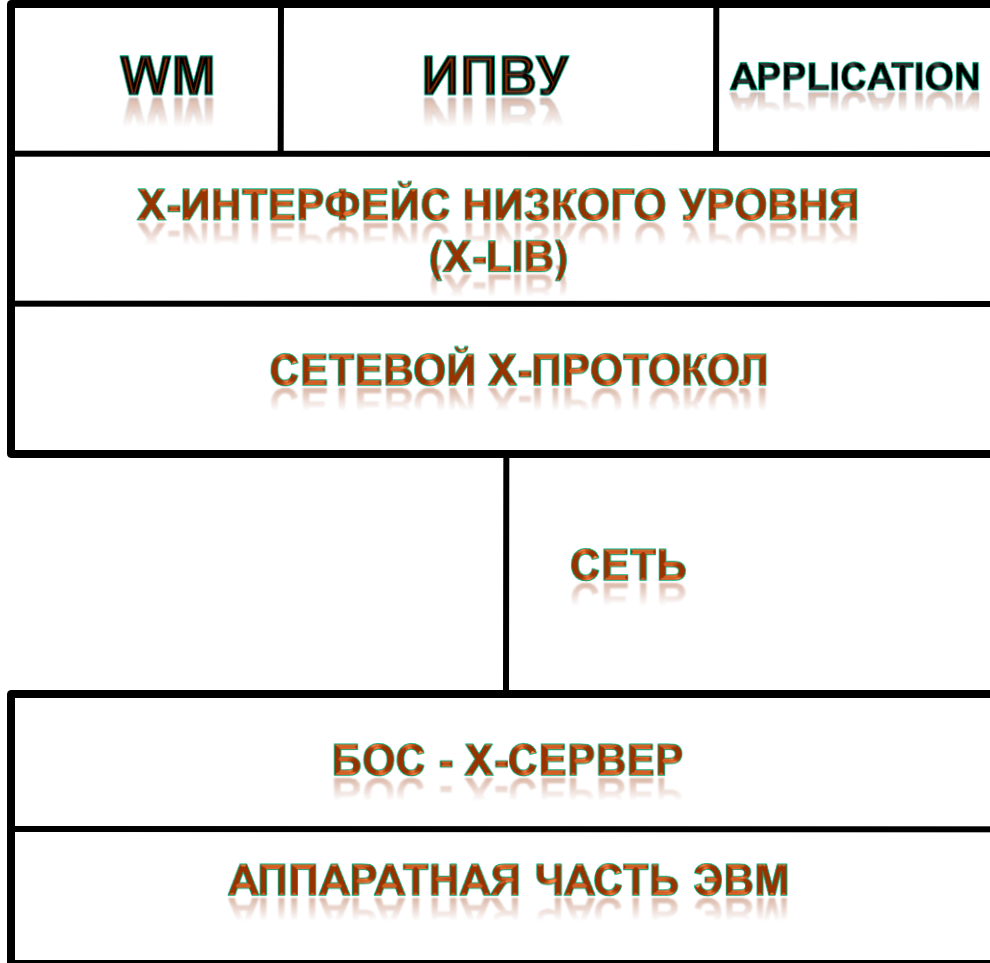 WM
ИПВУ
APPLICATION
Х-ИНТЕРФЕЙС НИЗКОГО УРОВНЯ
(X-LIB)
СЕТЕВОЙ Х-ПРОТОКОЛ
СЕТЬ
БОС - Х-СЕРВЕР
АППАРАТНАЯ ЧАСТЬ ЭВМ